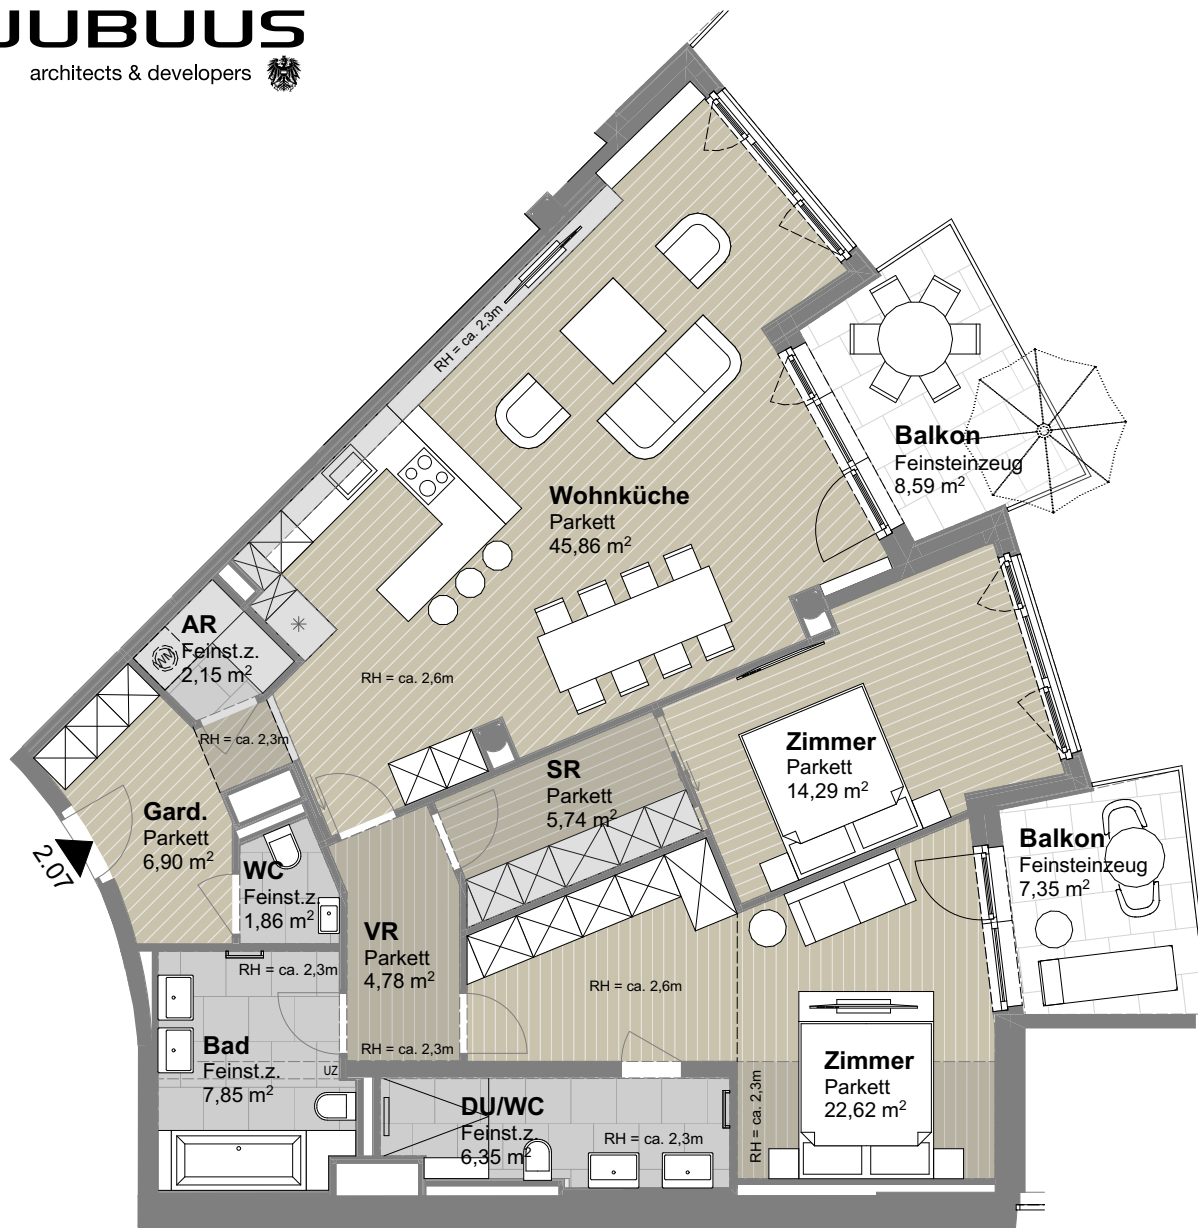 JUBUUS
architects & developers
RH = ca. 2,3m
Balkon
Feinsteinzeug
8,59 m²
Wohnküche
Parkett
45,86 m²
AR
Feinst.z.
2,15 m²
WM
RH = ca. 2,6m
RH = ca. 2,3m
Zimmer
Parkett
14,29 m²
SR
Parkett
5,74 m²
Gard.
Parkett
6,90 m²
2.07
Balkon
Feinsteinzeug
7,35 m²
WC
Feinst.z.
1,86 m²
VR
Parkett
4,78 m²
RH = ca. 2,3m
RH = ca. 2,6m
Bad
Feinst.z.
7,85 m²
UZ
RH = ca. 2,3m
Zimmer
Parkett
22,62 m²
RH = ca. 2,3m
DU/WC
Feinst.z.
6,35 m²
RH = ca. 2,3m